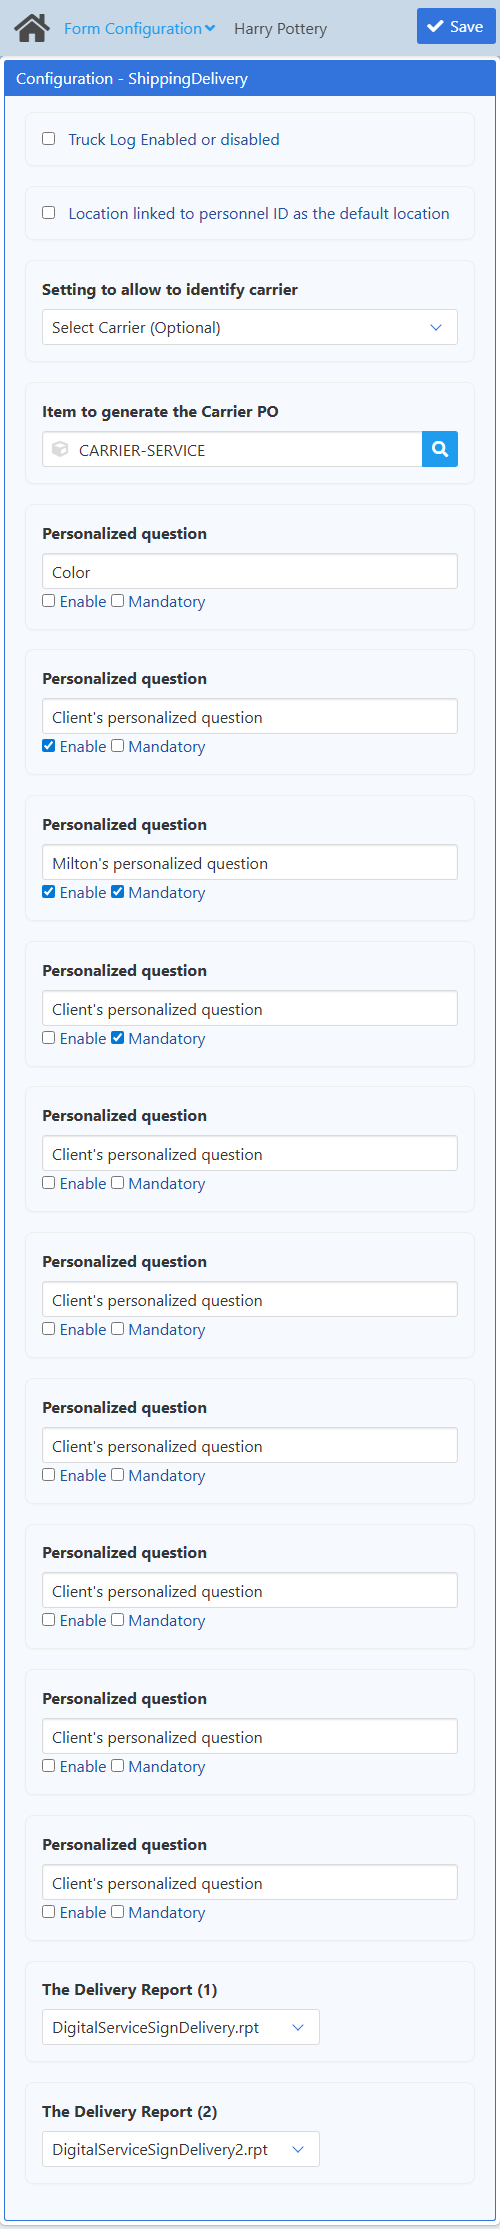 Form Configuration Harry Pottery Save
Configuration - ShippingDelivery
Truck Log Enabled or disabled
Location linked to personnel ID as the default location
Setting to allow to identify carrier
Select Carrier (Optional)
Item to generate the Carrier PO
CARRIER-SERVICE
Personalized question
Color
Enable Mandatory
Personalized question
Client's personalized question
Enable Mandatory
Personalized question
Milton's personalized question
Enable Mandatory
Personalized question
Client's personalized question
Enable Mandatory
Personalized question
Client's personalized question
Enable Mandatory
Personalized question
Client's personalized question
Enable Mandatory
Personalized question
Client's personalized question
Enable Mandatory
Personalized question
Client's personalized question
Enable Mandatory
Personalized question
Client's personalized question
Enable Mandatory
Personalized question
Client's personalized question
Enable Mandatory
The Delivery Report (1)
DigitalServiceSignDelivery.rpt
The Delivery Report (2)
DigitalServiceSignDelivery2.rpt